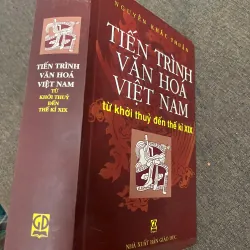 TIẾN TRÌNH
VĂN HOÁ
VIỆT NAM
TỪ
KHỞI THUỶ
ĐẾN
THẾ KỈ XIX
NGUYỄN KHẮC THUẦN
TIẾN TRÌNH
VĂN HOÁ
VIỆT NAM
từ khởi thuỷ đến thế kỉ XIX
NHÀ XUẤT BẢN GIÁO DỤC